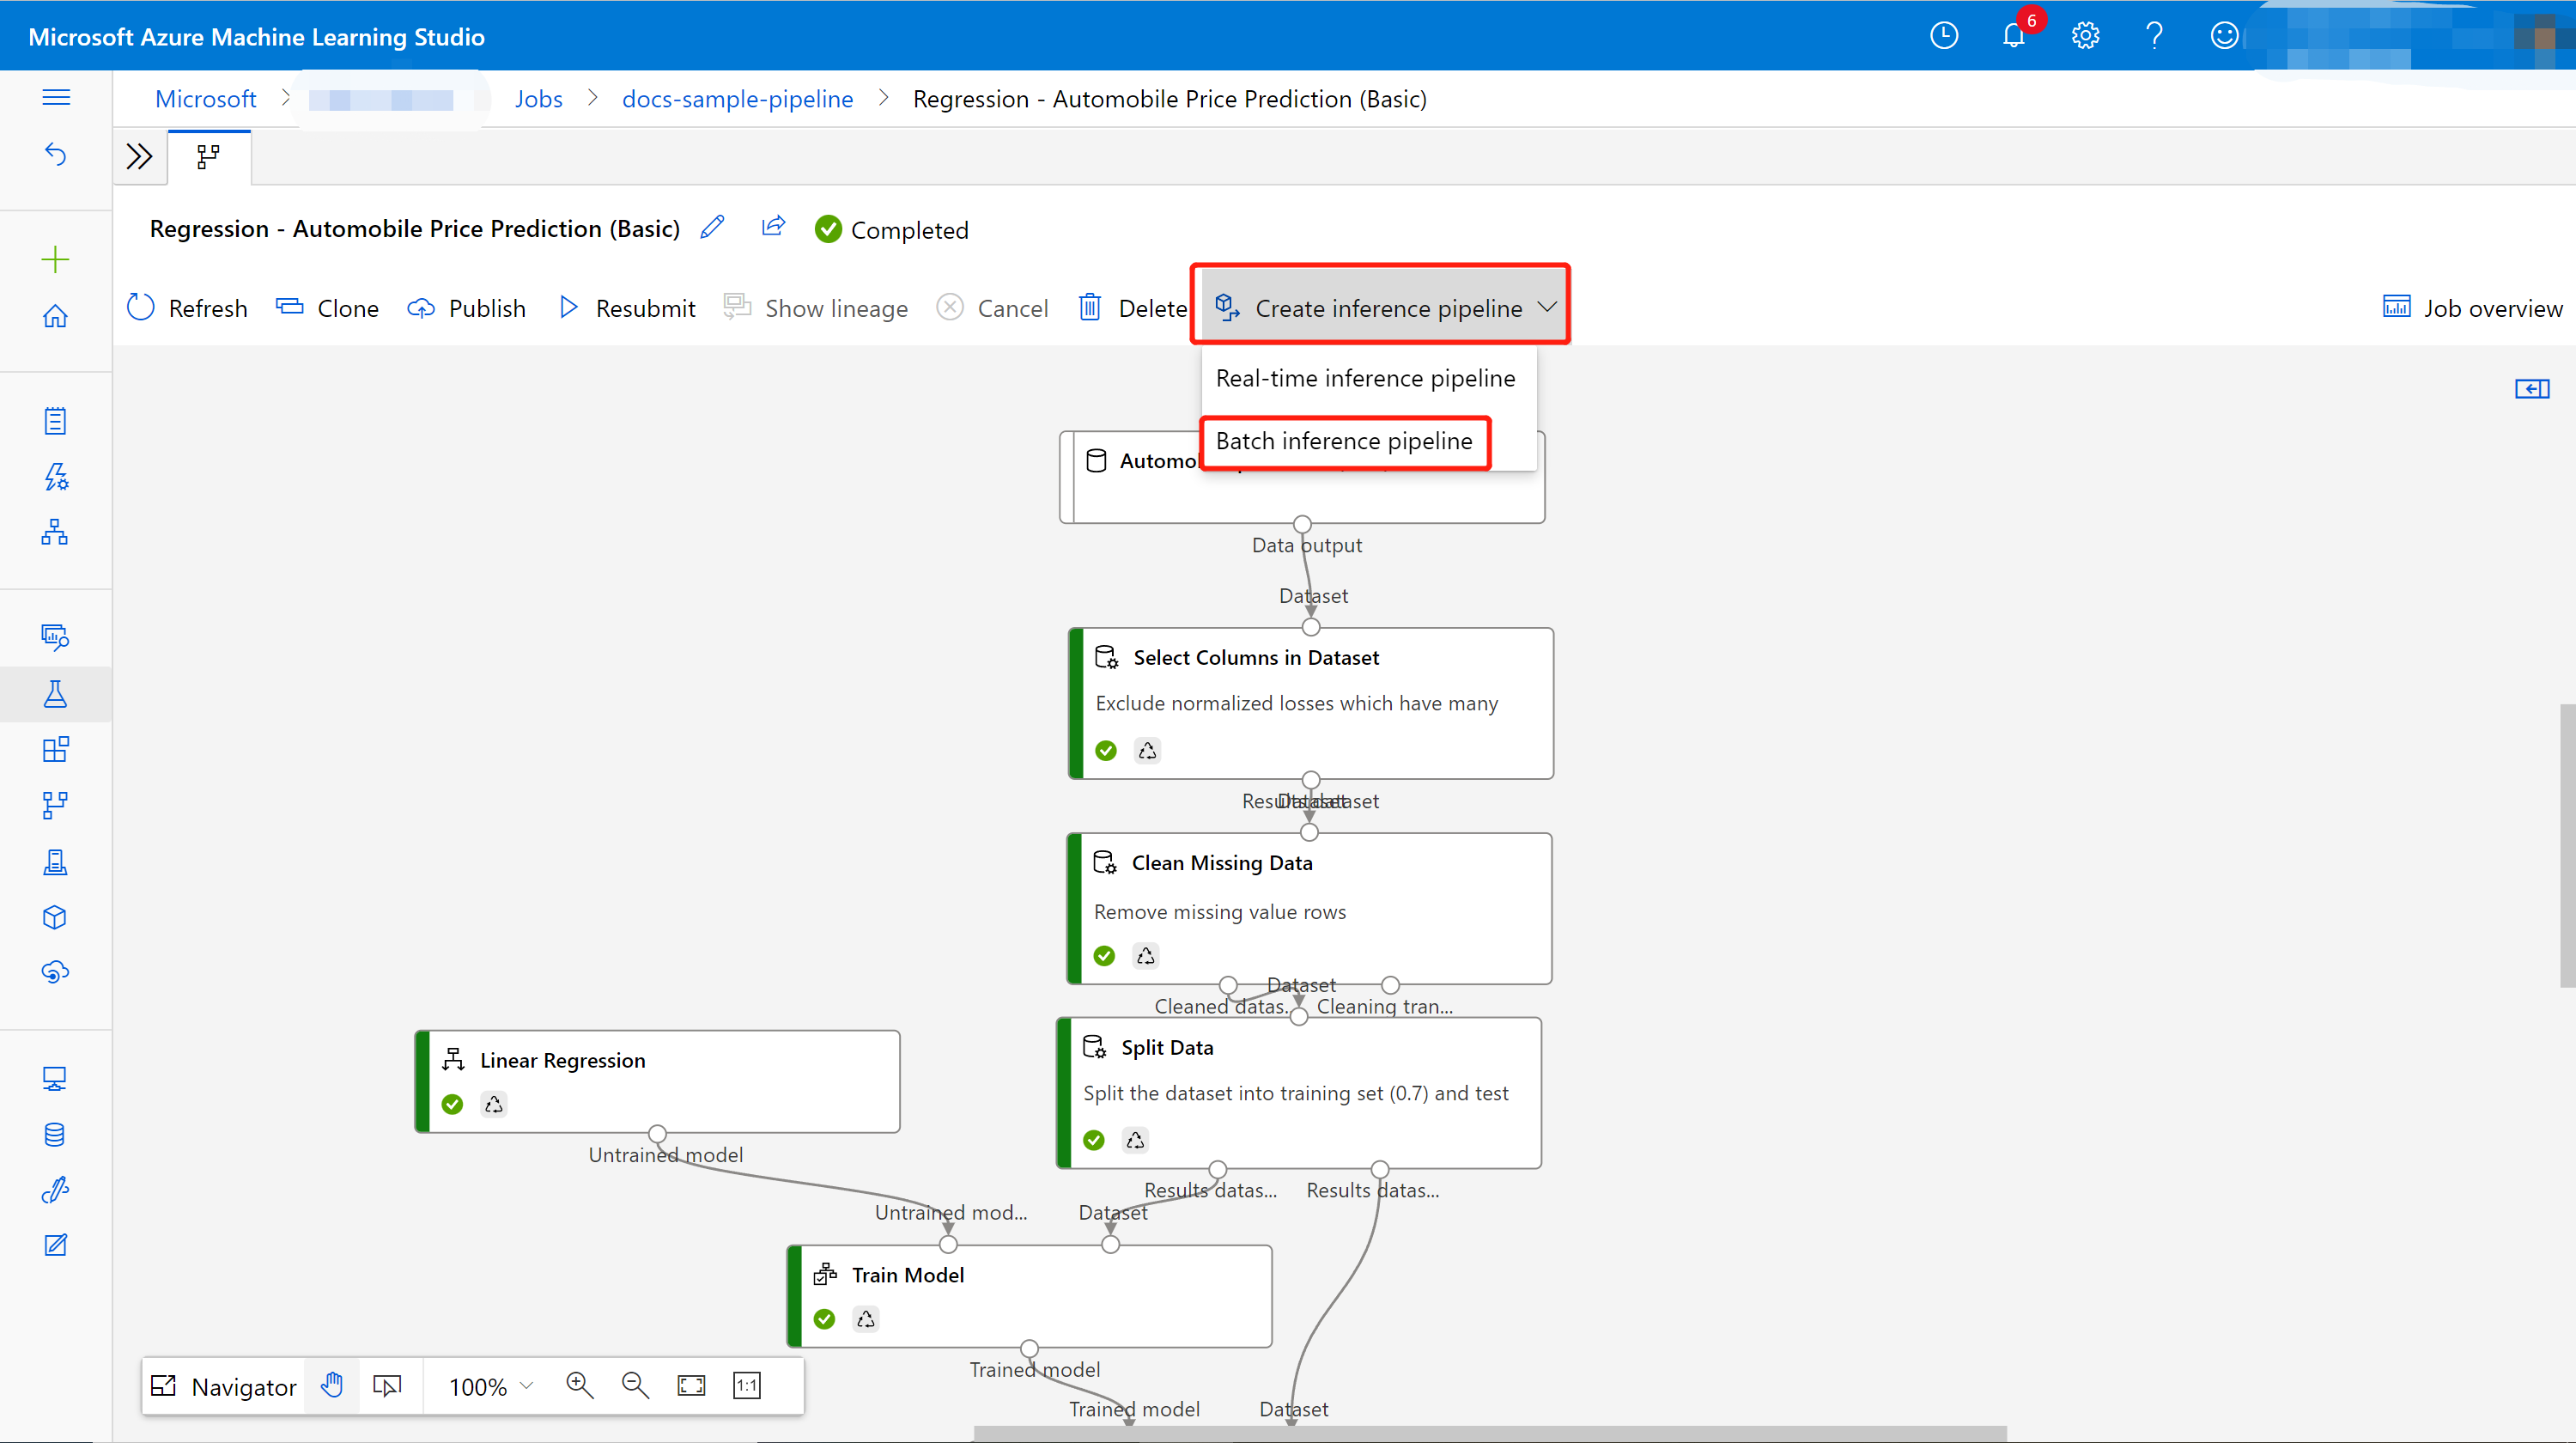 Microsoft Azure Machine Learning Studio
6
Microsoft > Jobs > docs-sample-pipeline > Regression - Automobile Price Prediction (Basic)
Regression - Automobile Price Prediction (Basic) Completed
Refresh Clone Publish Resubmit Show lineage Cancel Delete Create inference pipeline Job overview
Real-time inference pipeline
Batch inference pipeline
Data output
Dataset
Select Columns in Dataset
Exclude normalized losses which have many
Results dataset
Dataset
Clean Missing Data
Remove missing value rows
Dataset
Cleaned datas... Cleaning tran...
Split Data
Split the dataset into training set (0.7) and test
Results datas... Results datas...
Linear Regression
Untrained model
Untrained mod... Dataset
Train Model
Trained model
Trained model Dataset
Navigator 100% 1:1